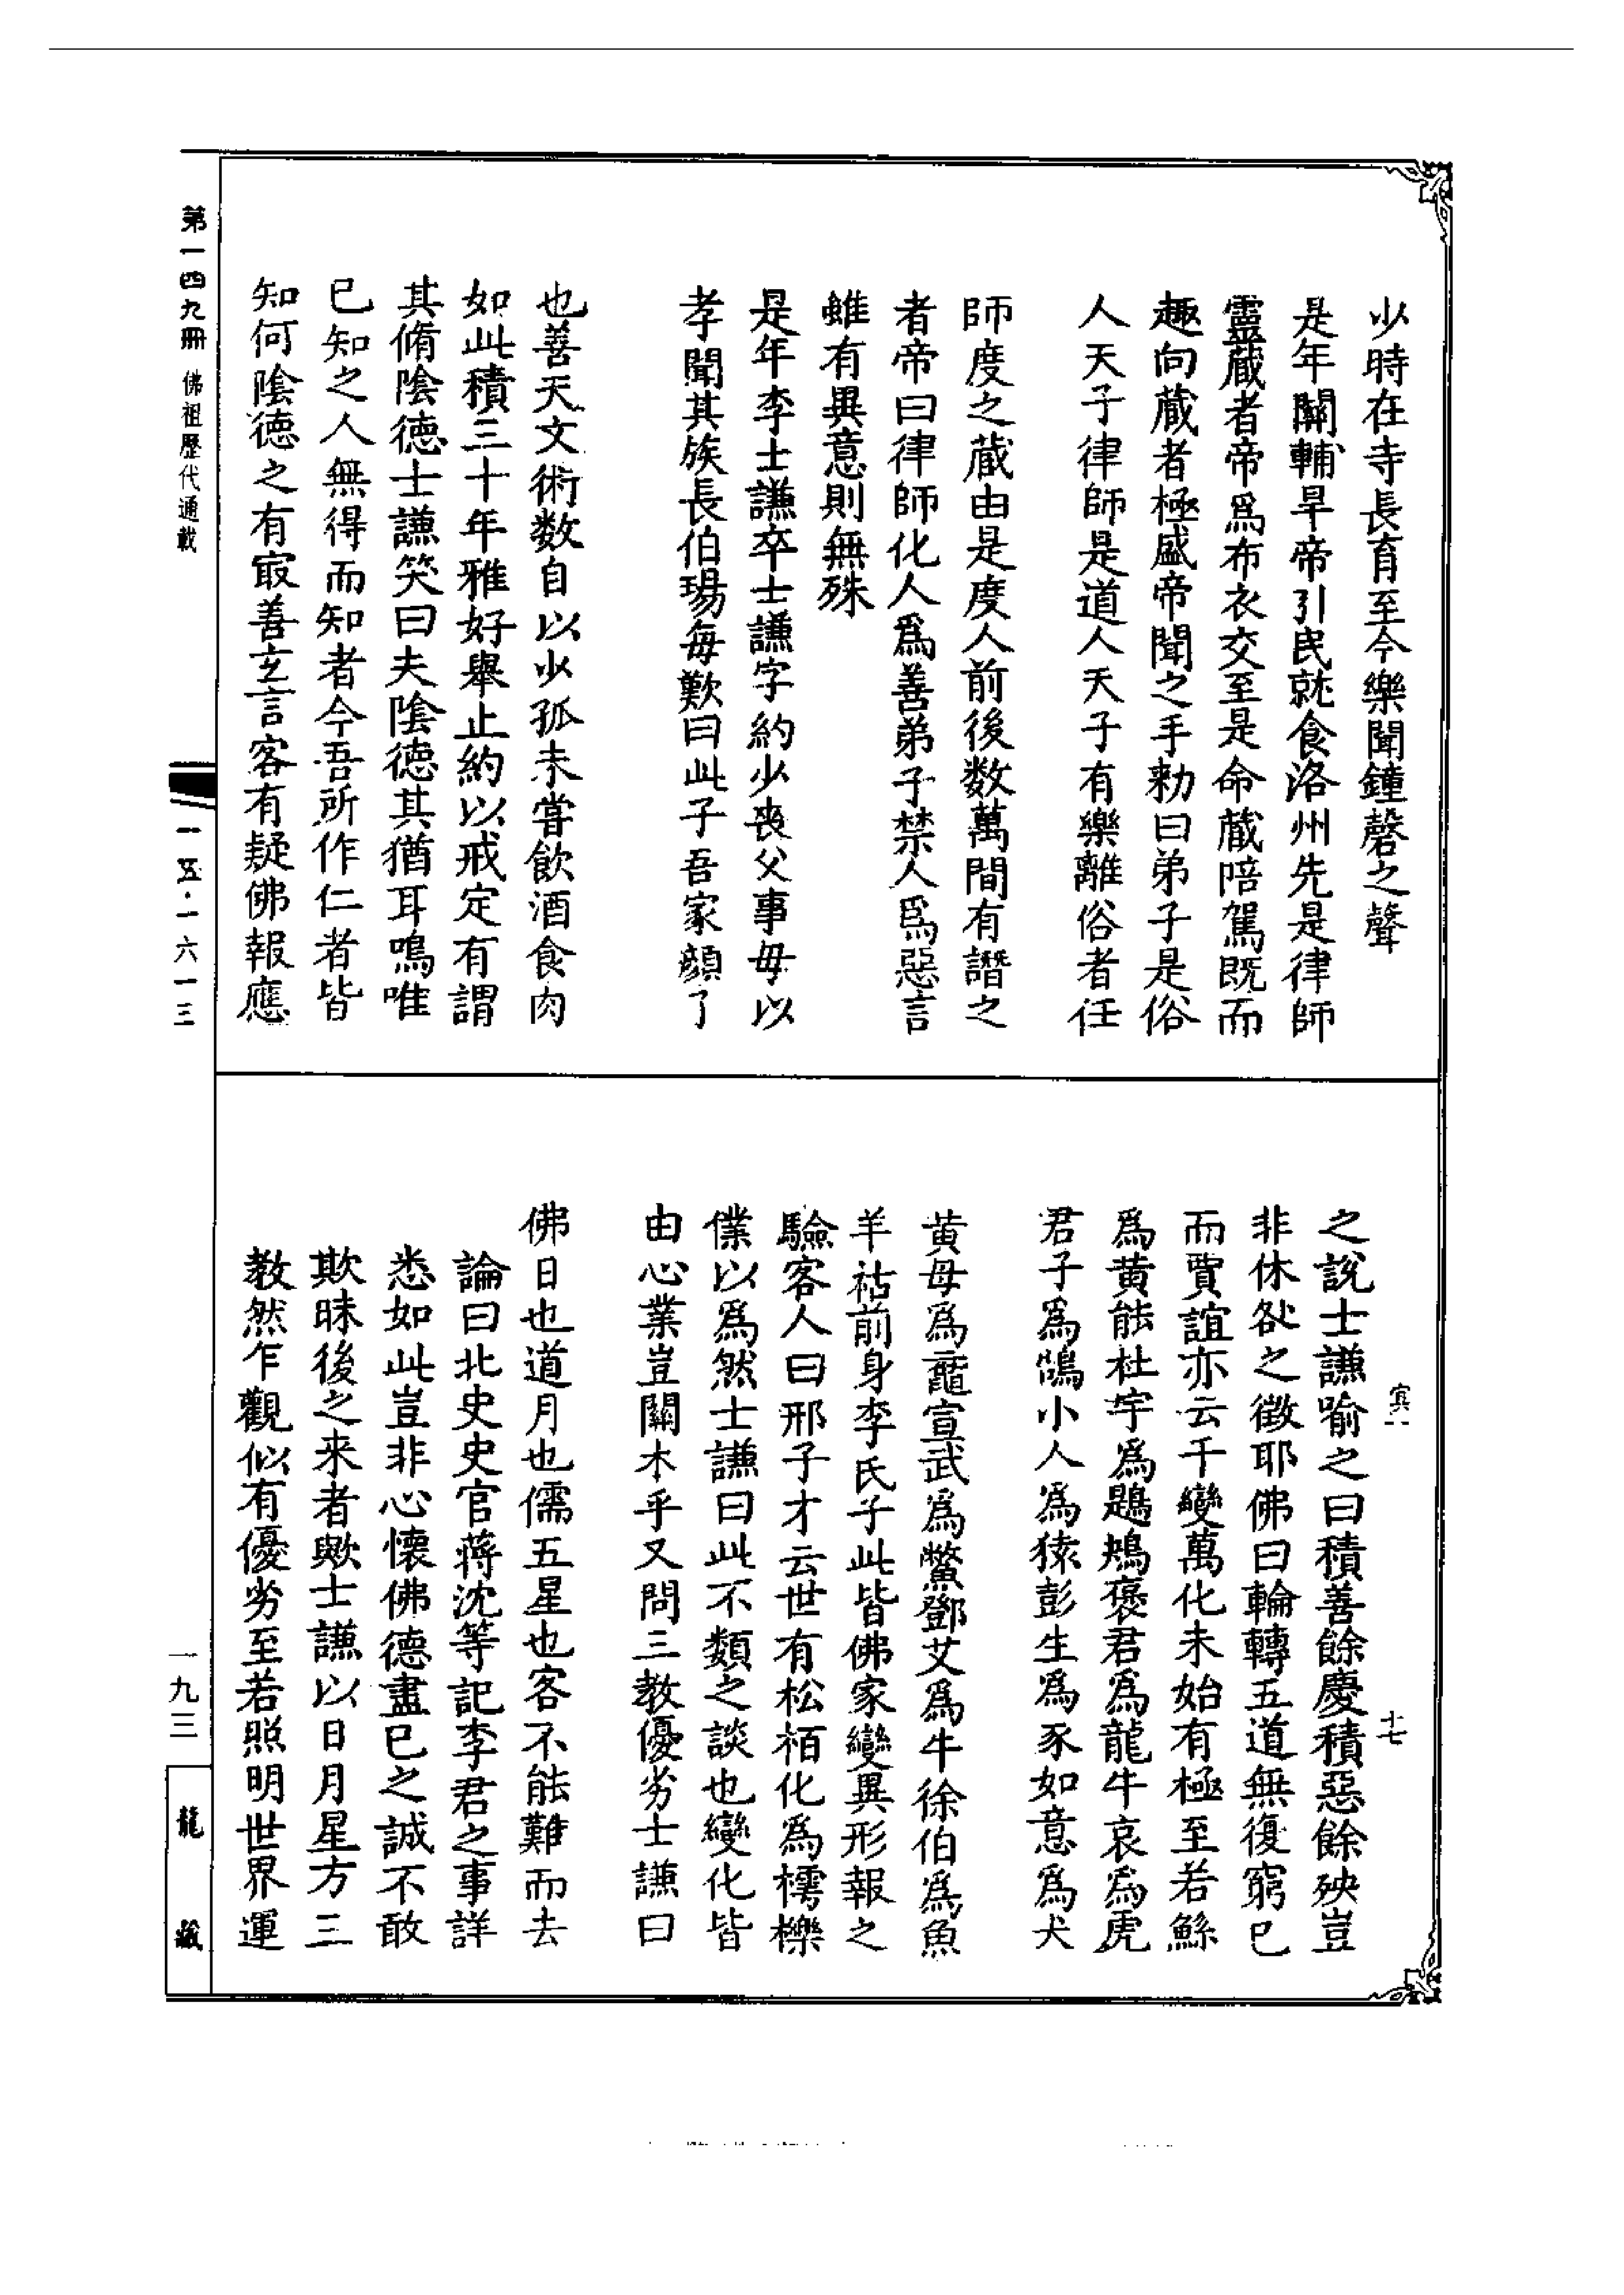 少時在寺長育至今樂聞鐘磬之聲
是年關輔旱帝引民就食洛州先是律師
靈藏者帝爲布衣交至是命藏陪駕既而
趣向藏者極盛帝聞之手勑曰弟子是俗
人天子律師是道人天子有樂離俗者任
師度之藏由是度人前後数萬間有譖之
者帝曰律師化人爲善弟子禁人爲惡言
雖有異意則無殊
是年李士謙卒士謙字約少喪父事毋以
孝聞其族長伯瑒每歎曰此子吾家顔了
也善天文術数自以少孤未嘗飲酒食肉
如此積三十年雅好舉止約以戒定有謂
其脩陰德士謙笑曰夫陰德其猶耳鳴唯
已知之人無得而知者今吾所作仁者皆
知何陰德之有最善玄言客有疑佛報應
之說士謙喻之曰積善餘慶積惡餘殃豈
非休咎之徵耶佛曰輪轉五道無復窮已
而賈誼亦云千變萬化未始有極至若鯀
爲黃能杜宇爲鶗鴂褒君爲龍牛哀爲虎
君子爲鵠小人爲猿彭生爲豕如意爲犬
黃母爲黿宣武爲鱉鄧艾爲牛徐伯爲魚
羊祜前身李氏子此皆佛家變異形報之
驗客人曰邢子才云世有松栢化爲樗櫟
僕以爲然士謙曰此不類之談也變化皆
由心業豈關木乎又問三教優劣士謙曰
佛日也道月也儒五星也客不能難而去
論曰北史史官蔣沈等記李君之事詳
悉如此豈非心懷佛德盡已之誠不敢
欺昧後之来者歟士謙以日月星方三
教然乍觀似有優劣至若照明世界運
賓一
十七
第一四九冊 佛祖歷代通載
一一五·一六一三
一九三
龍藏